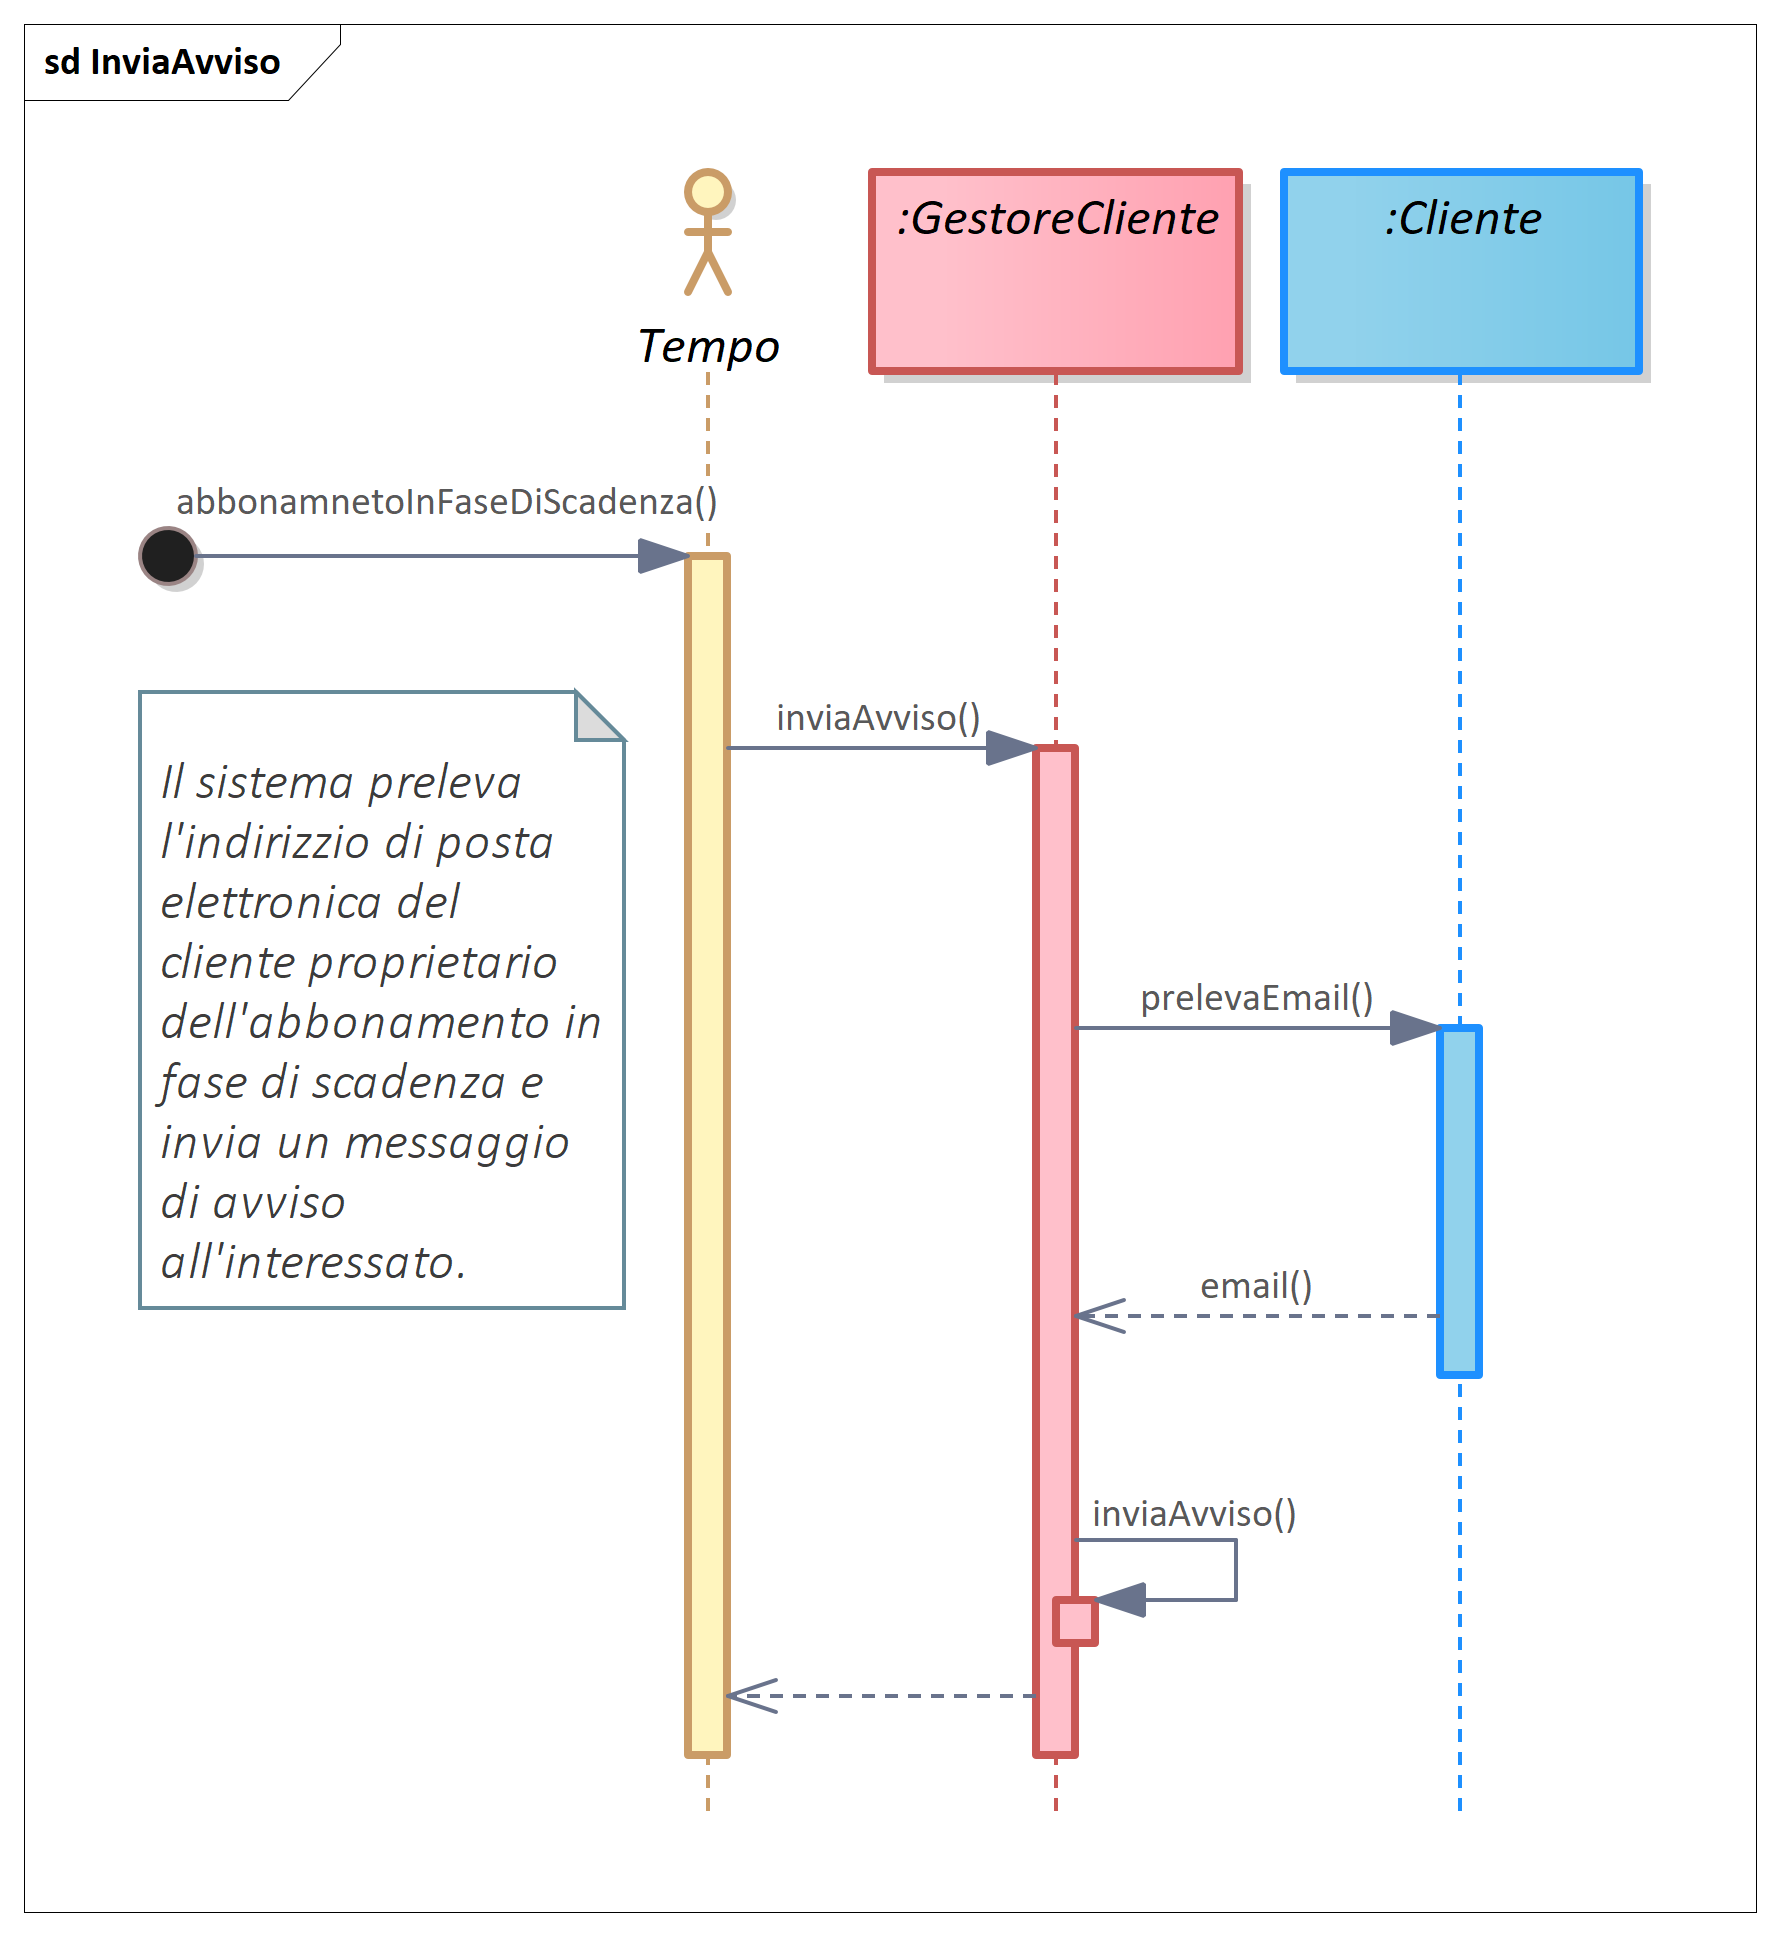 sd InviaAvviso
:GestoreCliente
:Cliente
Tempo
abbonamnetoInFaseDiScadenza()
inviaAvviso()
Il sistema preleva
l'indirizzio di posta
elettronica del
cliente proprietario
dell'abbonamento in
fase di scadenza e
invia un messaggio
di avviso
all'interessato.
prelevaEmail()
email()
inviaAvviso()